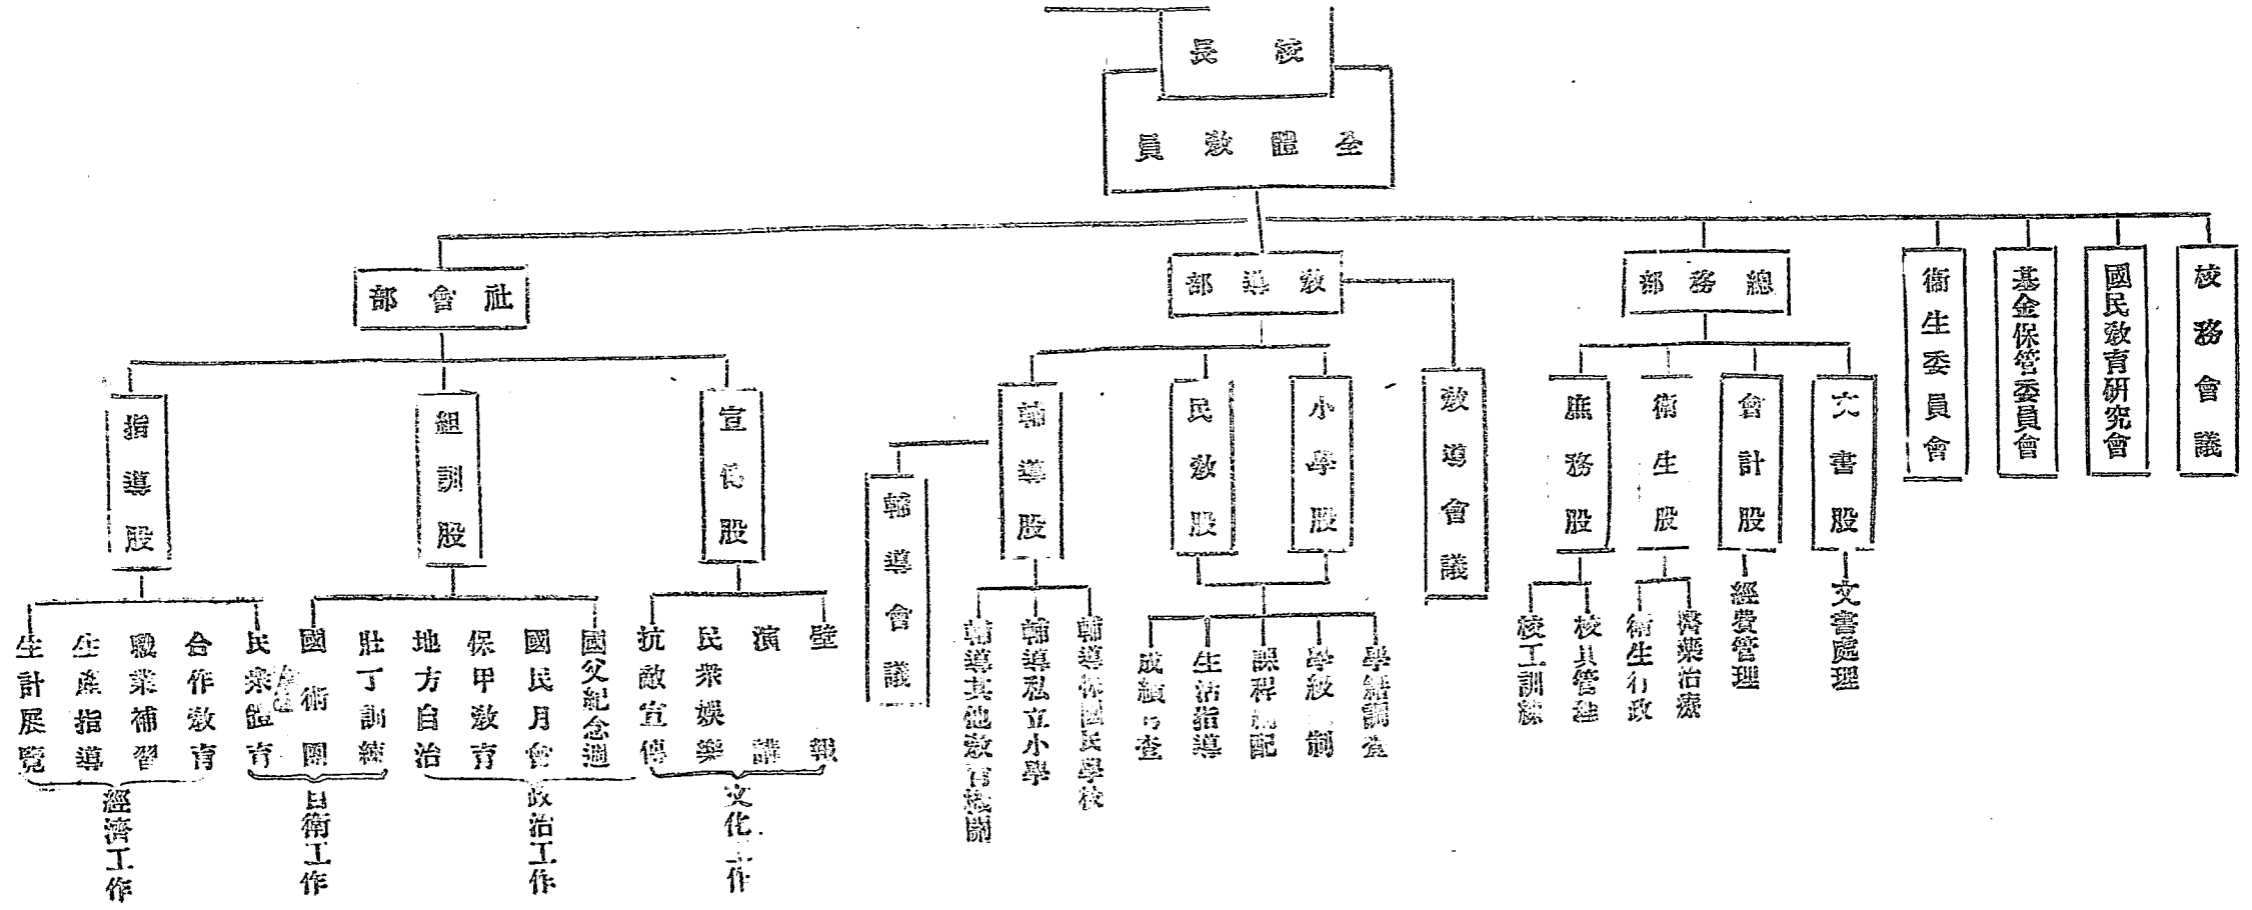 校長
全體教員
校務會議
國民教育研究會
基金保管委員會
衞生委員會
總務部
教導部
社會部
文書股
會計股
衞生股
庶務股
教導會議
小學股
民教股
輔導股
輔導會議
宣傳股
組訓股
指導股
文書處理
經費管理
醫藥治療
衞生行政
校具管理
校工訓練
學籍調查
學級 制
課程 配
生活指導
成績 查
輔導保國民學校
輔導私立小學
輔導其他教育機關
壁報
演講
民衆娛樂
抗敵宣傳
國父紀念週
國民月會
保甲教育
地方自治
壯丁訓練
國術團
民衆體育
合作教育
職業補習
生產指導
生計展覽
文化工作
政治工作
自衞工作
經濟工作